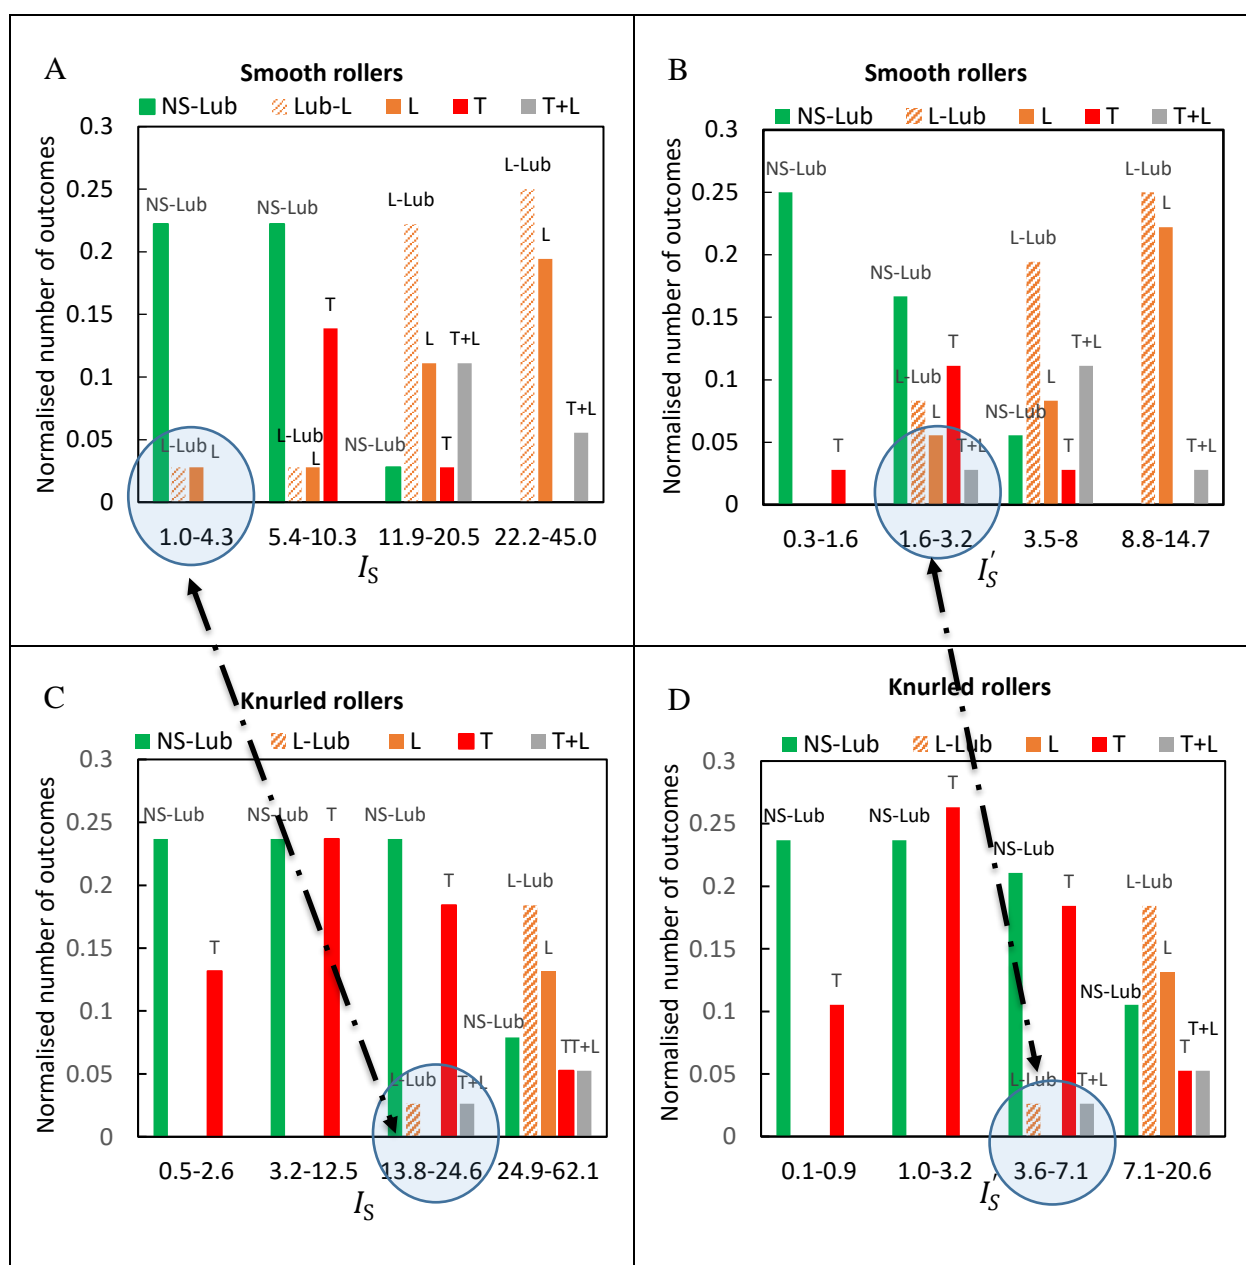 A
Smooth rollers
NS-Lub Lub-L L T T+L
Normalised number of outcomes
0.3
0.25
0.2
0.15
0.1
0.05
0
NS-Lub
L-Lub
L
NS-Lub
L-Lub
L
T
NS-Lub
L-Lub
L
T
T+L
L-Lub
L
T+L
1.0-4.3 5.4-10.3 11.9-20.5 22.2-45.0
I_S
B
Smooth rollers
NS-Lub L-Lub L T T+L
Normalised number of outcomes
0.3
0.25
0.2
0.15
0.1
0.05
0
NS-Lub
T
NS-Lub
L-Lub
L
T
T+L
NS-Lub
L-Lub
L
T
T+L
L-Lub
L
T+L
0.3-1.6 1.6-3.2 3.5-8 8.8-14.7
I'_S
C
Knurled rollers
NS-Lub L-Lub L T T+L
Normalised number of outcomes
0.3
0.25
0.2
0.15
0.1
0.05
0
NS-Lub
T
NS-Lub
T
NS-Lub
L-Lub
T
T+L
NS-Lub
L-Lub
L
T
T+L
0.5-2.6 3.2-12.5 13.8-24.6 24.9-62.1
I_S
D
Knurled rollers
NS-Lub L-Lub L T T+L
Normalised number of outcomes
0.3
0.25
0.2
0.15
0.1
0.05
0
NS-Lub
T
NS-Lub
T
NS-Lub
L-Lub
T
T+L
NS-Lub
L-Lub
L
T
T+L
0.1-0.9 1.0-3.2 3.6-7.1 7.1-20.6
I'_S